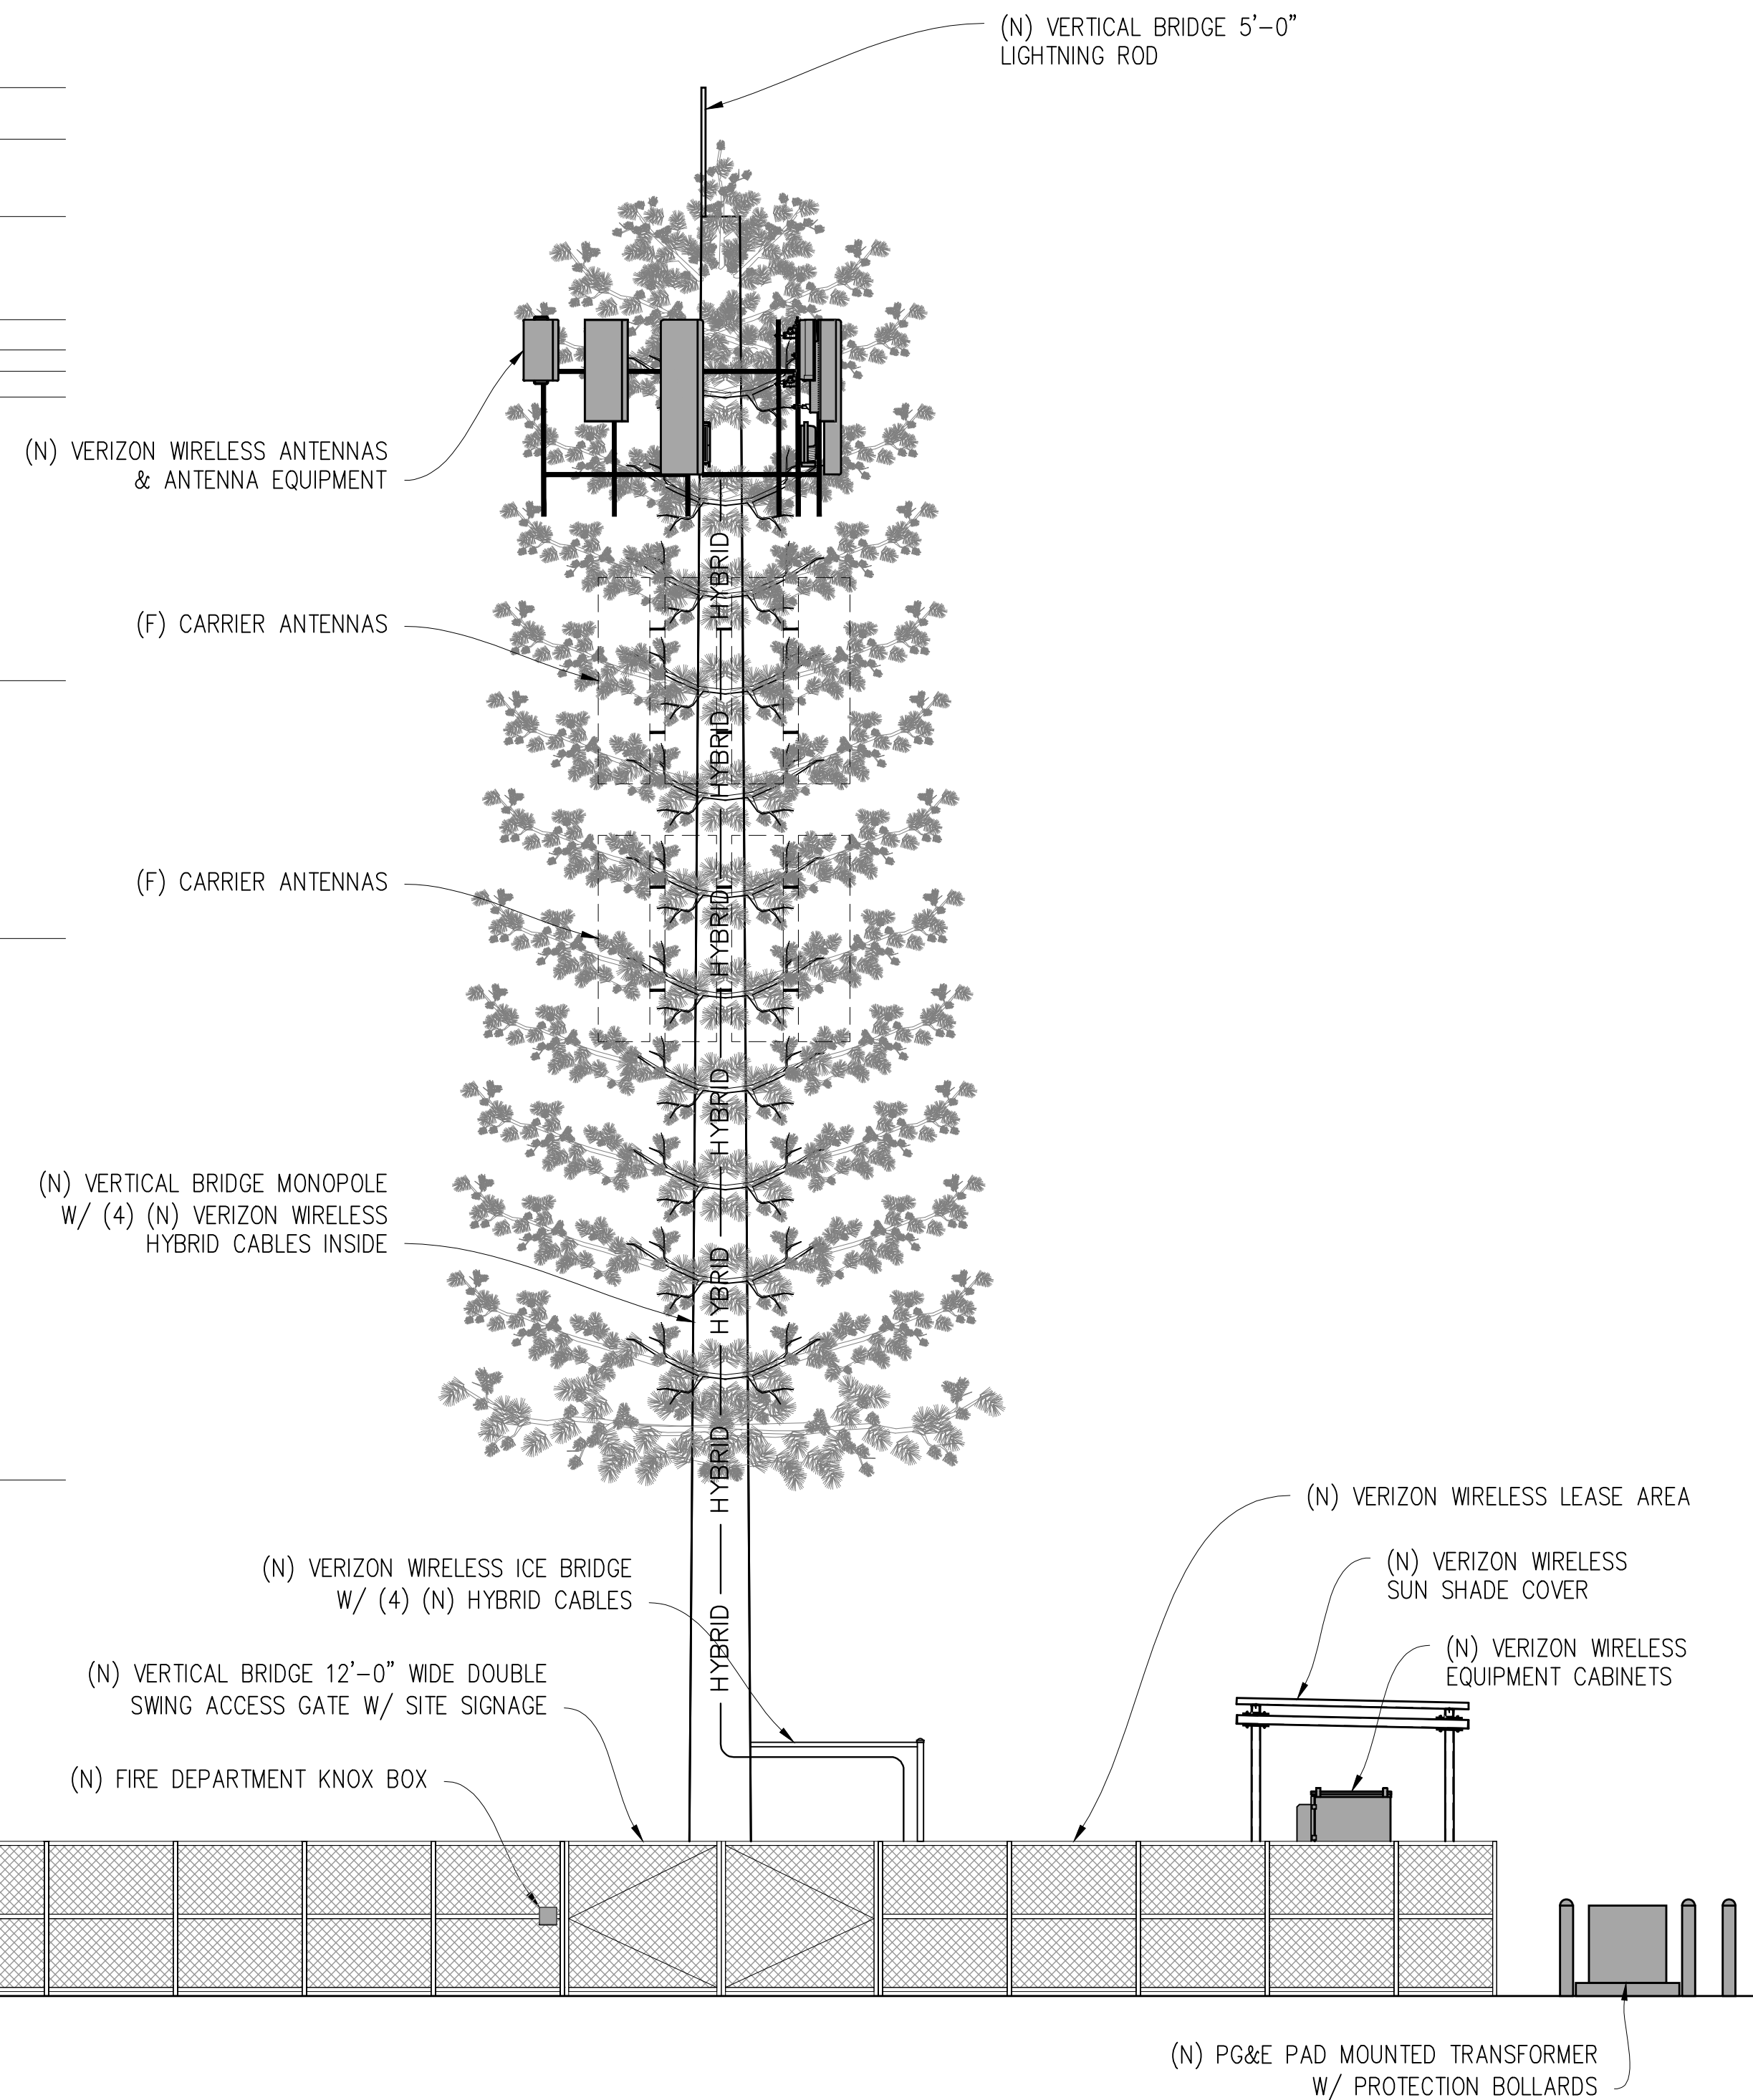 (N) VERTICAL BRIDGE 5'-0"
LIGHTNING ROD
(N) VERIZON WIRELESS ANTENNAS
& ANTENNA EQUIPMENT
HYBRID
(F) CARRIER ANTENNAS
HYBRID
(F) CARRIER ANTENNAS
HYBRID
HYBRID
(N) VERTICAL BRIDGE MONOPOLE
W/ (4) (N) VERIZON WIRELESS
HYBRID CABLES INSIDE
HYBRID
HYBRID
(N) VERIZON WIRELESS LEASE AREA
(N) VERIZON WIRELESS
SUN SHADE COVER
(N) VERIZON WIRELESS ICE BRIDGE
W/ (4) (N) HYBRID CABLES
HYBRID
(N) VERIZON WIRELESS
EQUIPMENT CABINETS
(N) VERTICAL BRIDGE 12'-0" WIDE DOUBLE
SWING ACCESS GATE W/ SITE SIGNAGE
(N) FIRE DEPARTMENT KNOX BOX
(N) PG&E PAD MOUNTED TRANSFORMER
W/ PROTECTION BOLLARDS